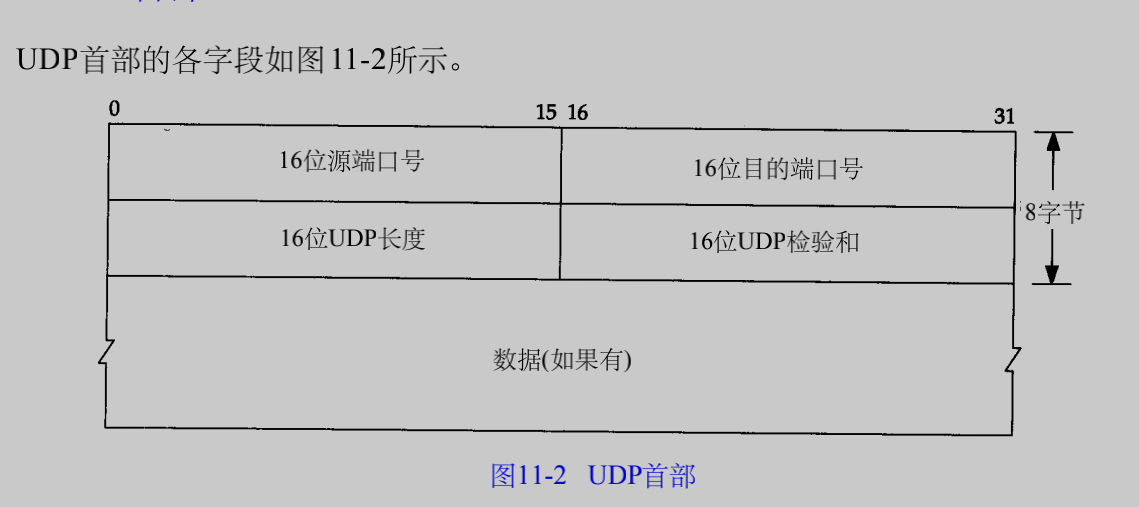 UDP首部的各字段如图11-2所示。
0 15 16 31
16位源端口号 16位目的端口号
8字节
16位UDP长度 16位UDP检验和
数据(如果有)
图11-2 UDP首部